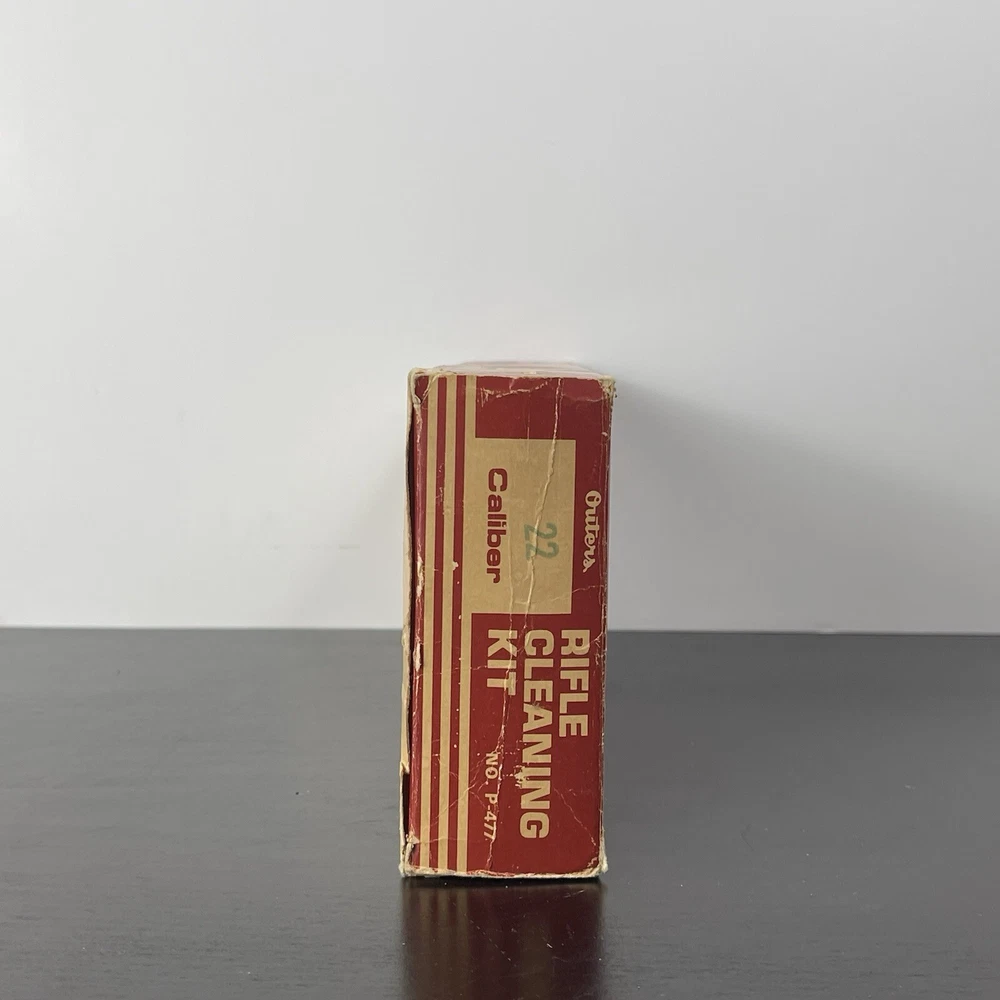 Outers
22
Caliber
RIFLE
CLEANING
KIT
NO. P-477